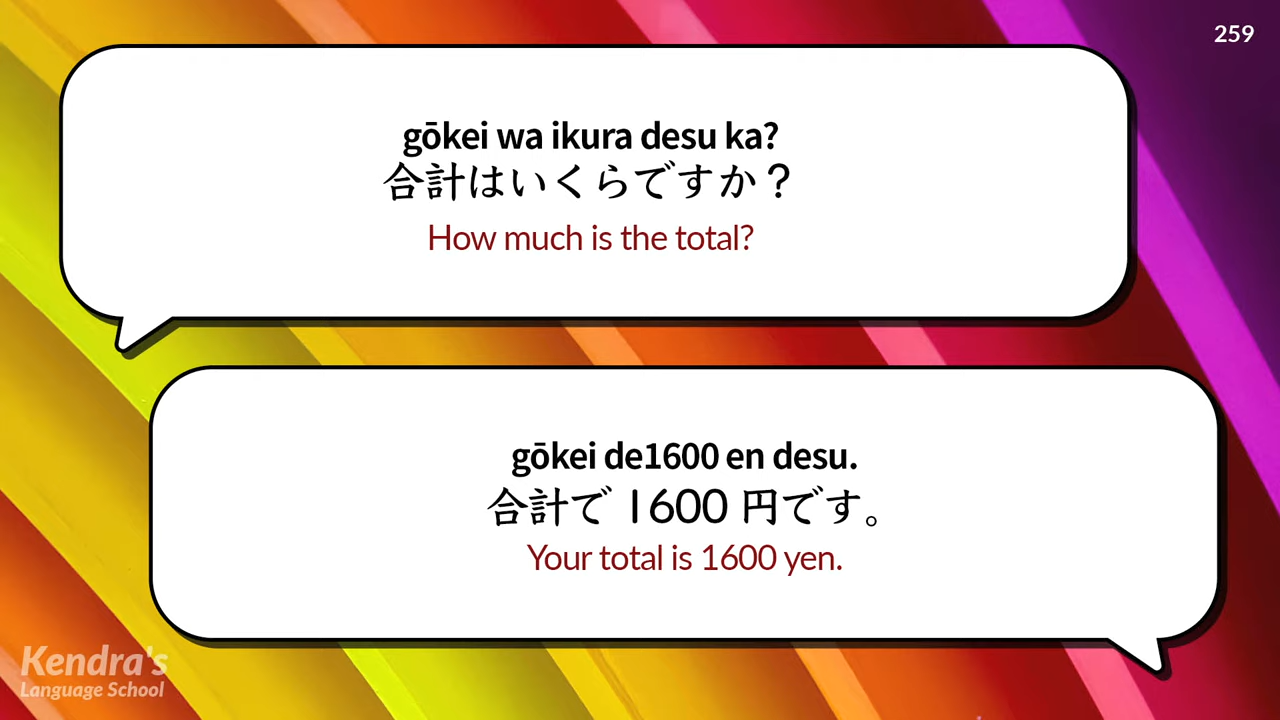 259
gōkei wa ikura desu ka?
合計はいくらですか？
How much is the total?
gōkei de1600 en desu.
合計で 1600 円です。
Your total is 1600 yen.
Kendra's
Language School